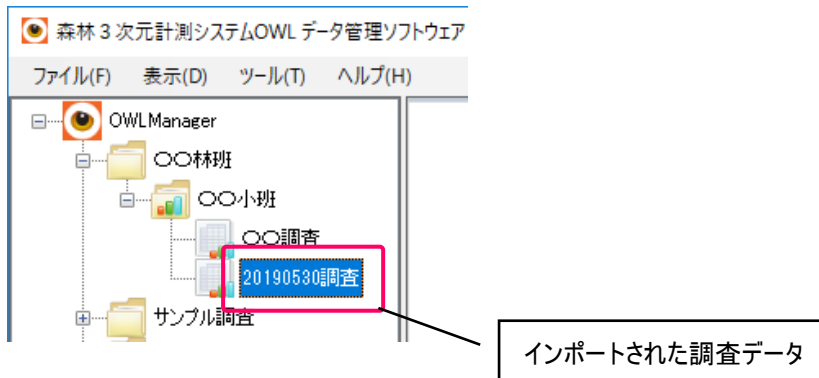 森林３次元計測システムOWL データ管理ソフトウェア
ファイル(F) 表示(D) ツール(T) ヘルプ(H)
OWLManager
〇〇林班
〇〇小班
〇〇調査
20190530調査
サンプル調査
インポートされた調査データ